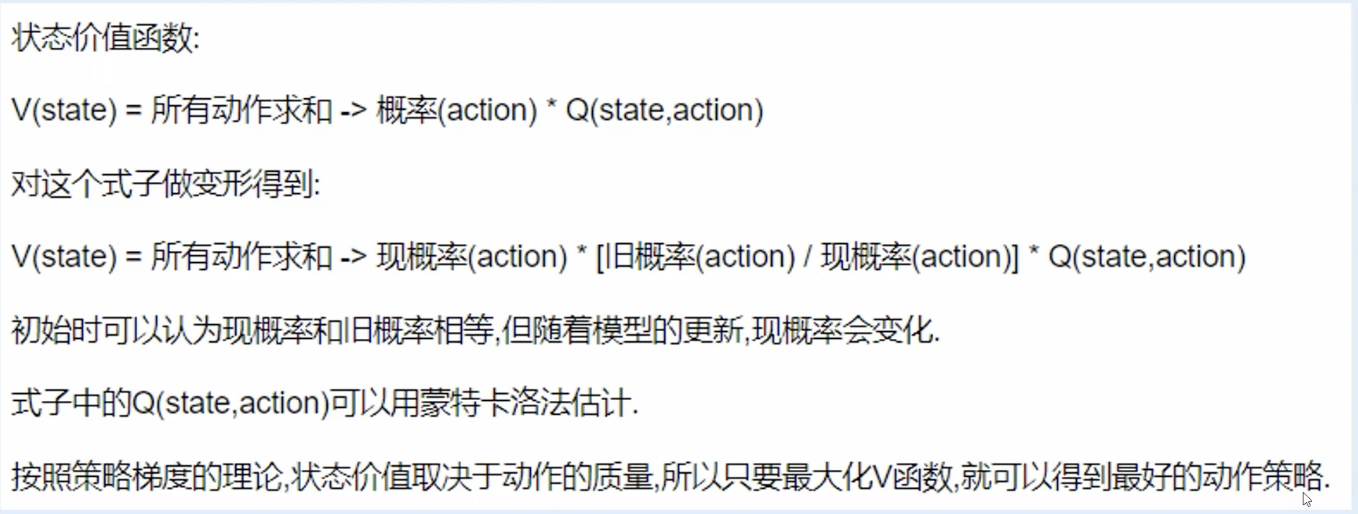 状态价值函数:
V(state) = 所有动作求和 -> 概率(action) * Q(state,action)
对这个式子做变形得到:
V(state) = 所有动作求和 -> 现概率(action) * [旧概率(action) / 现概率(action)] * Q(state,action)
初始时可以认为现概率和旧概率相等,但随着模型的更新,现概率会变化.
式子中的Q(state,action)可以用蒙特卡洛法估计.
按照策略梯度的理论,状态价值取决于动作的质量,所以只要最大化V函数,就可以得到最好的动作策略.